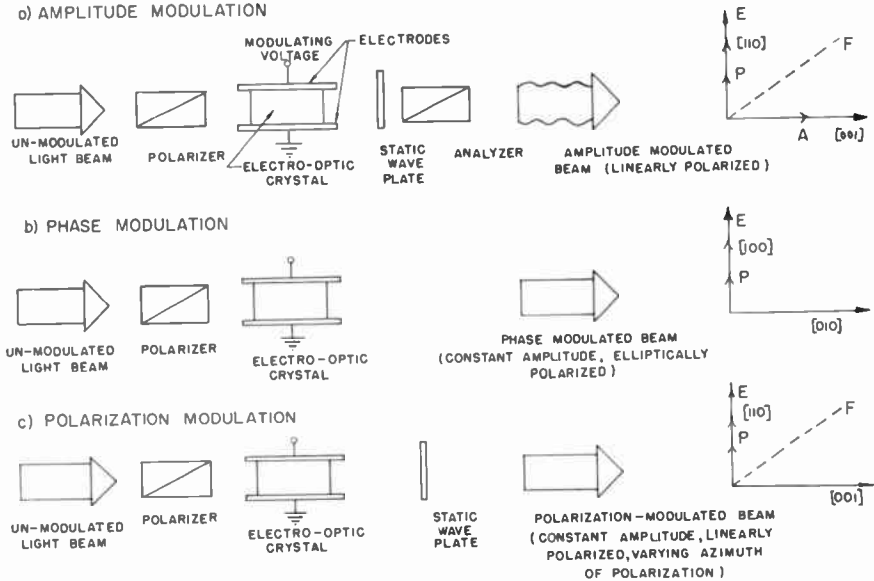 a) AMPLITUDE MODULATION
MODULATING
VOLTAGE
ELECTRODES
UN-MODULATED
LIGHT BEAM
POLARIZER
ELECTRO-OPTIC
CRYSTAL
STATIC
WAVE
PLATE
ANALYZER
AMPLITUDE MODULATED
BEAM (LINEARLY POLARIZED)
E
[110]
P
F
A
[001]
b) PHASE MODULATION
UN-MODULATED
LIGHT BEAM
POLARIZER
ELECTRO-OPTIC
CRYSTAL
PHASE MODULATED BEAM
(CONSTANT AMPLITUDE, ELLIPTICALLY
POLARIZED)
E
[100]
P
[010]
c) POLARIZATION MODULATION
UN-MODULATED
LIGHT BEAM
POLARIZER
ELECTRO-OPTIC
CRYSTAL
STATIC
WAVE
PLATE
POLARIZATION-MODULATED BEAM
(CONSTANT AMPLITUDE, LINEARLY
POLARIZED, VARYING AZIMUTH
OF POLARIZATION)
E
[110]
P
F
[001]